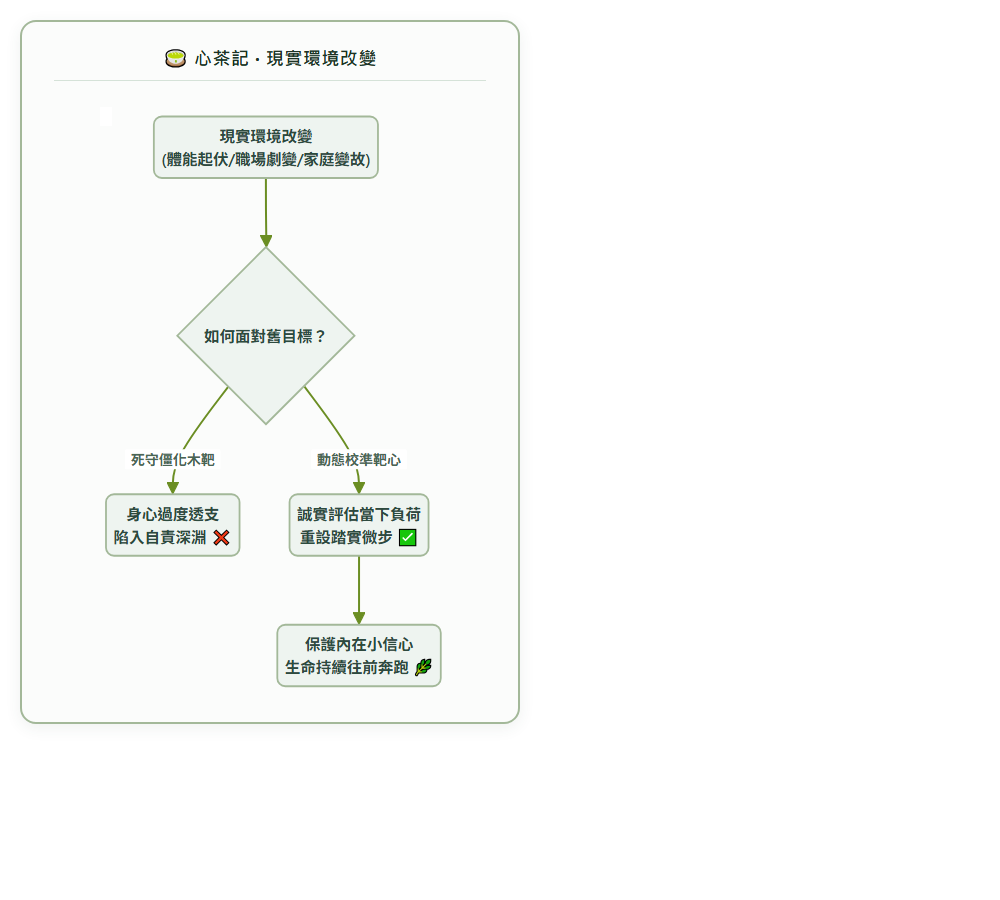 🍵 心茶記 · 現實環境改變
現實環境改變
(體能起伏/職場劇變/家庭變故)
如何面對舊目標？
死守僵化木靶
動態校準靶心
身心過度透支
陷入自責深淵 ❌
誠實評估當下負荷
重設踏實微步 ✅
保護內在小信心
生命持續往前奔跑 🌿